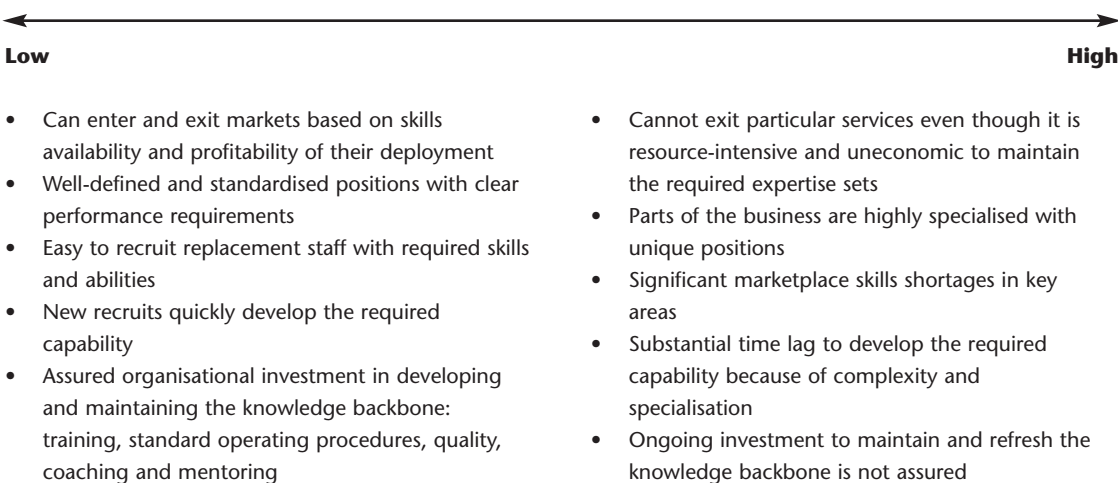 Low
High
• Can enter and exit markets based on skills
availability and profitability of their deployment
• Well-defined and standardised positions with clear
performance requirements
• Easy to recruit replacement staff with required skills
and abilities
• New recruits quickly develop the required
capability
• Assured organisational investment in developing
and maintaining the knowledge backbone:
training, standard operating procedures, quality,
coaching and mentoring
• Cannot exit particular services even though it is
resource-intensive and uneconomic to maintain
the required expertise sets
• Parts of the business are highly specialised with
unique positions
• Significant marketplace skills shortages in key
areas
• Substantial time lag to develop the required
capability because of complexity and
specialisation
• Ongoing investment to maintain and refresh the
knowledge backbone is not assured